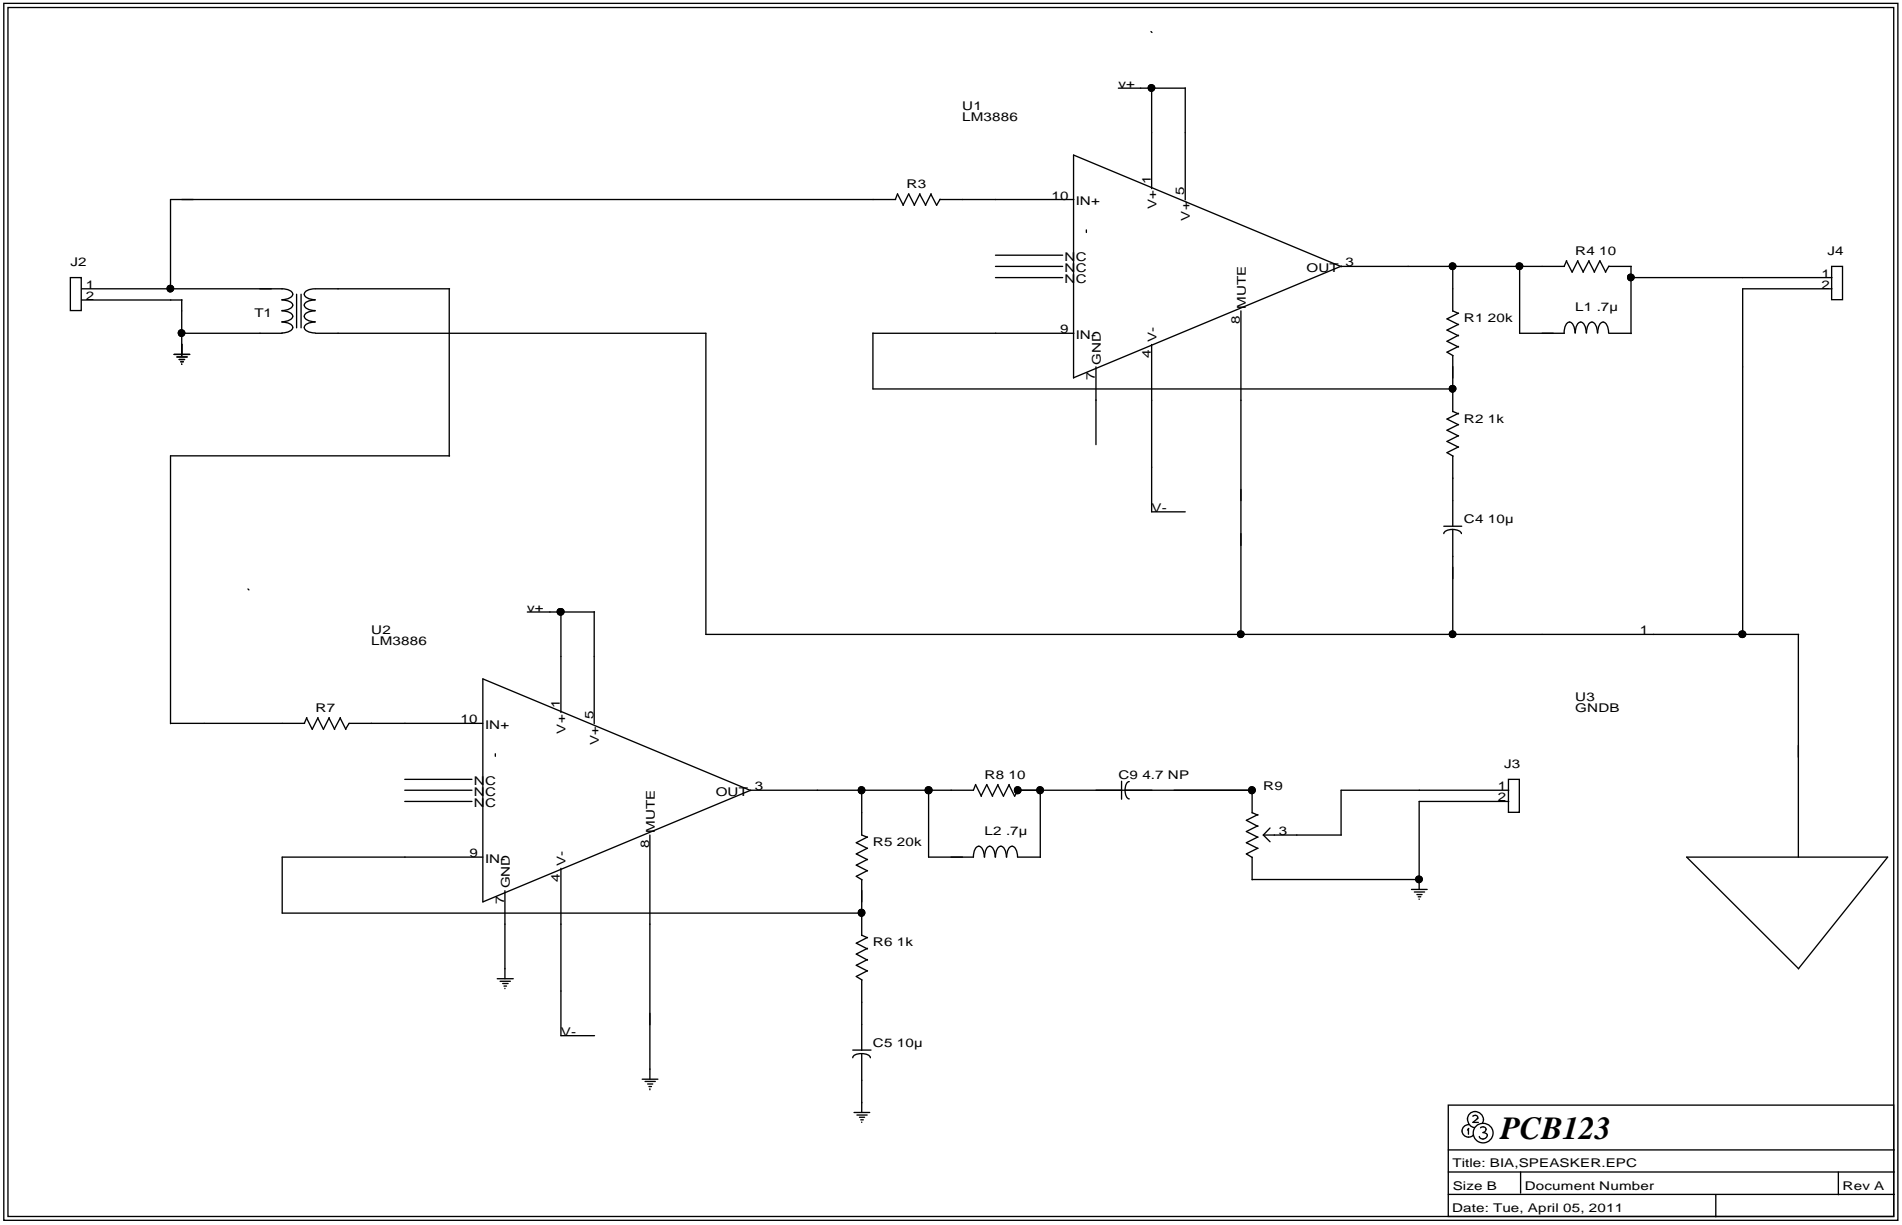 v+
U1
LM3886
R3
10
IN+
1
V+
5
V+
J2
1
2
T1
NC
NC
NC
OUT
3
MUTE
8
9
IN-
GND
7
V-
4
V-
R4 10
L1 .7µ
J4
1
2
R1 20k
R2 1k
C4 10µ
1
v+
U2
LM3886
R7
10
IN+
1
V+
5
V+
NC
NC
NC
OUT
3
MUTE
8
9
IN-
GND
7
V-
4
V-
R8 10
L2 .7µ
C9 4.7 NP
R9
3
J3
1
2
U3
GNDB
R5 20k
R6 1k
C5 10µ
1 2 3 PCB123
Title: BIA,SPEASKER.EPC
Size B
Document Number
Rev A
Date: Tue, April 05, 2011